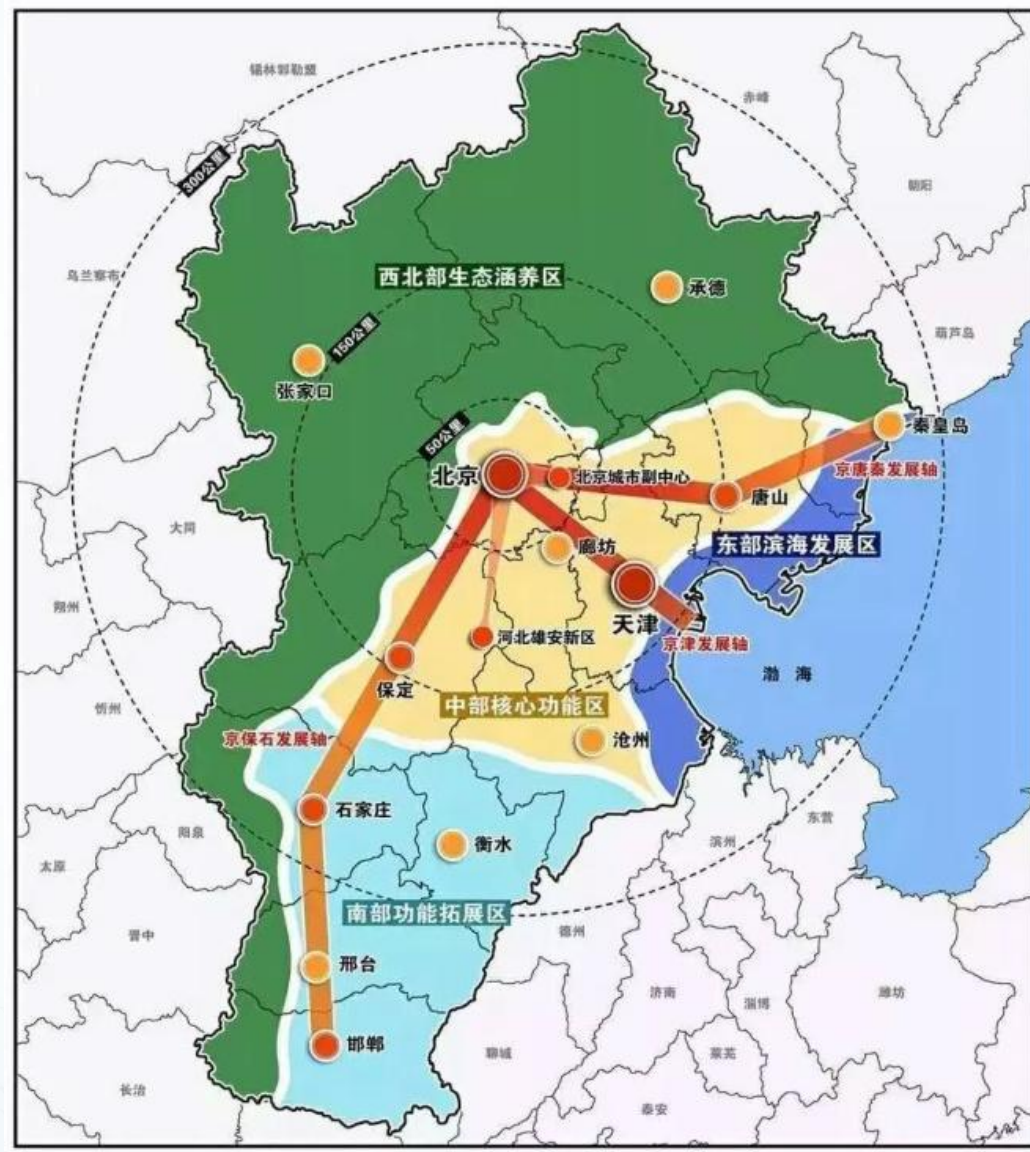 锡林郭勒盟
赤峰
300公里
朝阳
乌兰察布
西北部生态涵养区
承德
150公里
葫芦岛
张家口
50公里
秦皇岛
北京
北京城市副中心
京唐秦发展轴
唐山
大同
廊坊
东部滨海发展区
朔州
天津
河北雄安新区
京津发展轴
渤海
保定
忻州
中部核心功能区
京保石发展轴
沧州
石家庄
东营
阳泉
衡水
滨州
太原
南部功能拓展区
晋中
德州
邢台
济南
淄博
潍坊
邯郸
聊城
莱芜
长治
泰安